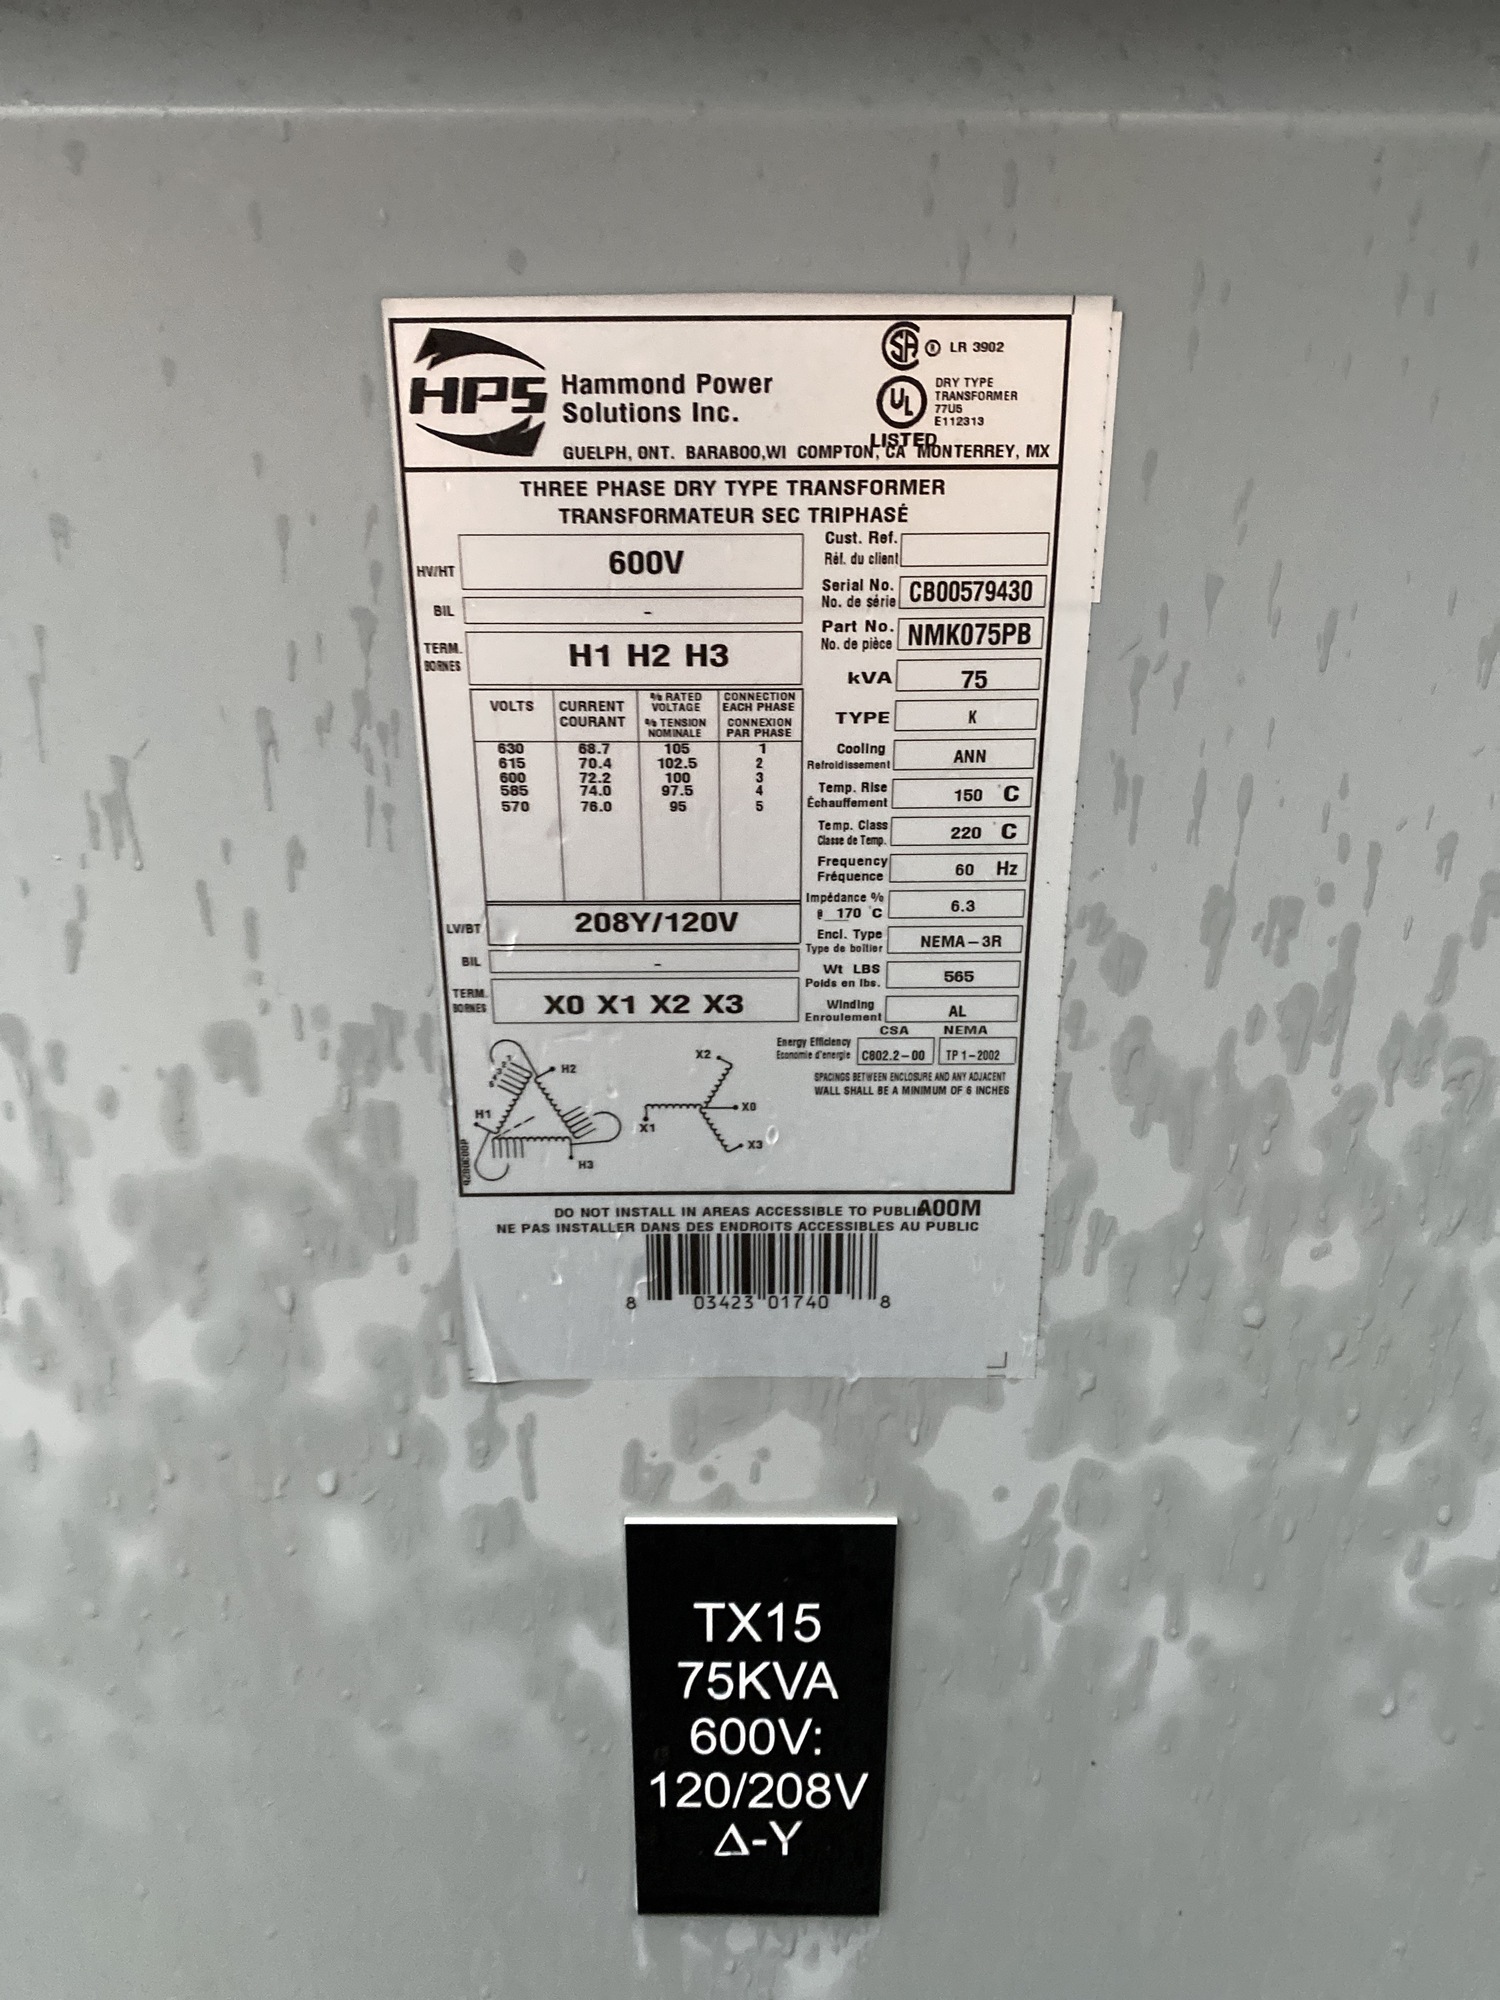 HPS
Hammond Power
Solutions Inc.
SA ® LR 3902
UL
DRY TYPE
TRANSFORMER
77U5
E112313
LISTED
GUELPH, ONT. BARABOO,WI COMPTON, CA MONTERREY, MX
THREE PHASE DRY TYPE TRANSFORMER
TRANSFORMATEUR SEC TRIPHASÉ
HV/HT 600V
BIL -
TERM.
BORNES H1 H2 H3
VOLTS CURRENT
COURANT % RATED
VOLTAGE
% TENSION
NOMINALE CONNECTION
EACH PHASE
CONNEXION
PAR PHASE
630 68.7 105 1
615 70.4 102.5 2
600 72.2 100 3
585 74.0 97.5 4
570 76.0 95 5
LV/BT 208Y/120V
BIL -
TERM.
BORNES X0 X1 X2 X3
Cust. Ref.
Réf. du client
Serial No.
No. de série CB00579430
Part No.
No. de pièce NMK075PB
kVA 75
TYPE K
Cooling
Refroidissement ANN
Temp. Rise
Échauffement 150 °C
Temp. Class
Classe de Temp. 220 °C
Frequency
Fréquence 60 Hz
Impédance %
@ 170 °C 6.3
Encl. Type
Type de boîtier NEMA-3R
Wt LBS
Poids en lbs. 565
Winding
Enroulement AL
CSA NEMA
Energy Efficiency
Economie d'energie C802.2-00 TP 1-2002
SPACINGS BETWEEN ENCLOSURE AND ANY ADJACENT
WALL SHALL BE A MINIMUM OF 6 INCHES
H1
H2
H3
X2
X0
X1
X3
DO NOT INSTALL IN AREAS ACCESSIBLE TO PUBLIC
A00M
NE PAS INSTALLER DANS DES ENDROITS ACCESSIBLES AU PUBLIC
8 03423 01740 8
TX15
75KVA
600V:
120/208V
Δ-Y